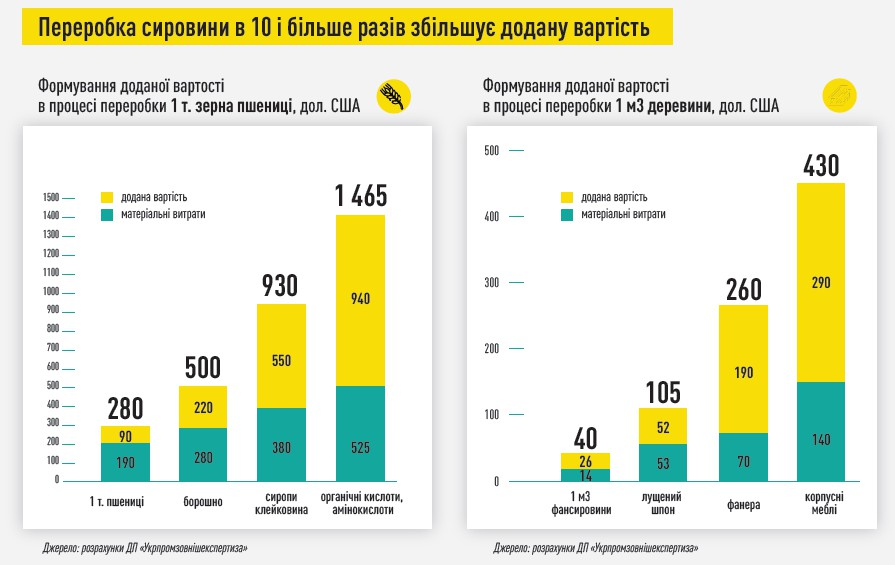 Переробка сировини в 10 і більше разів збільшує додану вартість
Формування доданої вартості
в процесі переробки 1 т. зерна пшениці, дол. США
1500
1400
1300
1200
1100
1000
900
800
700
600
500
400
300
200
100
0
додана вартість
матеріальні витрати
280
90
190
500
220
280
930
550
380
1 465
940
525
1 т. пшениці
борошно
сиропи
клейковина
органічні кислоти,
амінокислоти
Джерело: розрахунки ДП «Укрпромзовнішекспертиза»
Формування доданої вартості
в процесі переробки 1 м3 деревини, дол. США
500
400
300
200
100
0
додана вартість
матеріальні витрати
40
26
14
105
52
53
260
190
70
430
290
140
1 м3
фансировини
лущений
шпон
фанера
корпусні
меблі
Джерело: розрахунки ДП «Укрпромзовнішекспертиза»